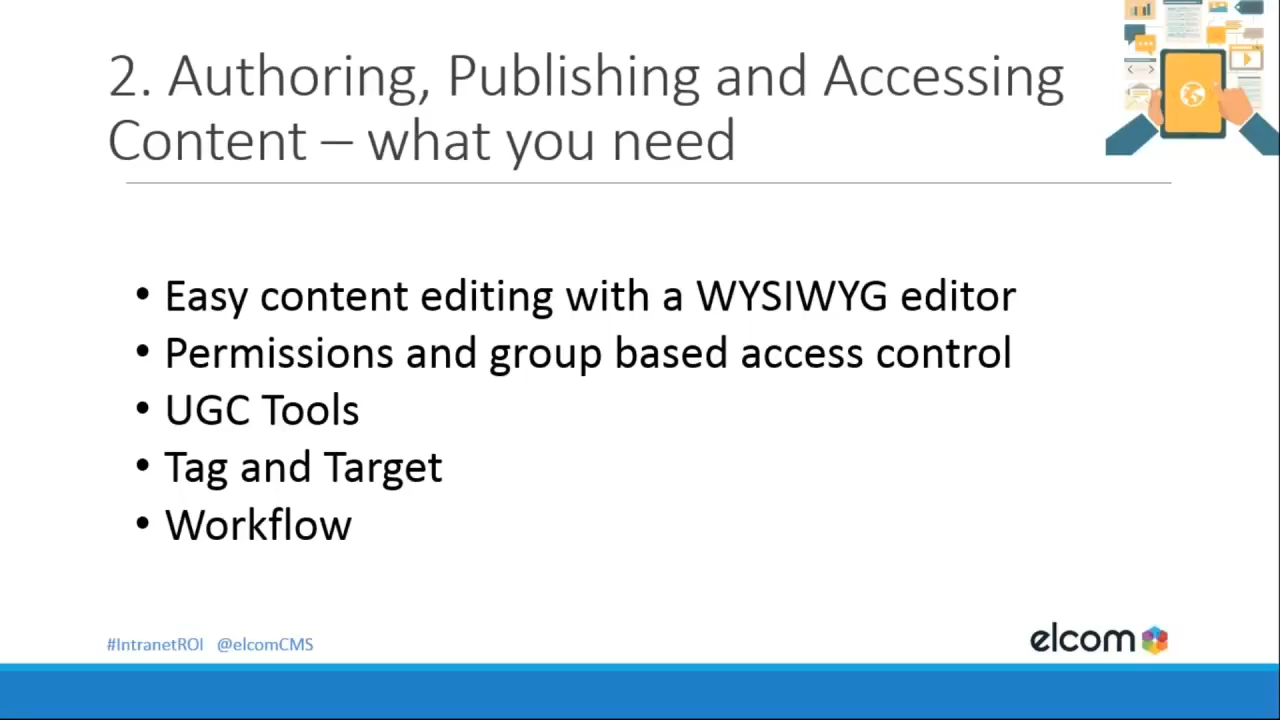 2. Authoring, Publishing and Accessing
Content – what you need
• Easy content editing with a WYSIWYG editor
• Permissions and group based access control
• UGC Tools
• Tag and Target
• Workflow
#IntranetROI @elcomCMS
elcom